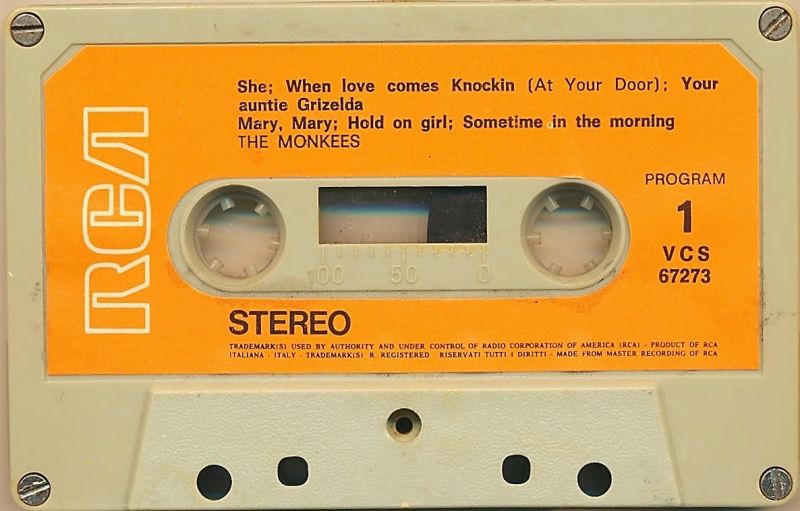 She; When love comes Knockin (At Your Door); Your
auntie Grizelda
Mary, Mary; Hold on girl; Sometime in the morning
THE MONKEES
RCA
PROGRAM
1
VCS
67273
100 50 0
STEREO
TRADEMARK(S) USED BY AUTHORITY AND UNDER CONTROL OF RADIO CORPORATION OF AMERICA (RCA) - PRODUCT OF RCA
ITALIANA - ITALY - TRADEMARK(S) R REGISTERED RISERVATI TUTTI I DIRITTI - MADE FROM MASTER RECORDING OF RCA